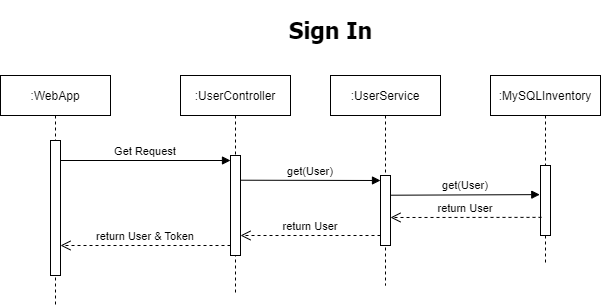 Sign In
:WebApp
:UserController
:UserService
:MySQLInventory
Get Request
get(User)
get(User)
return User
return User
return User & Token